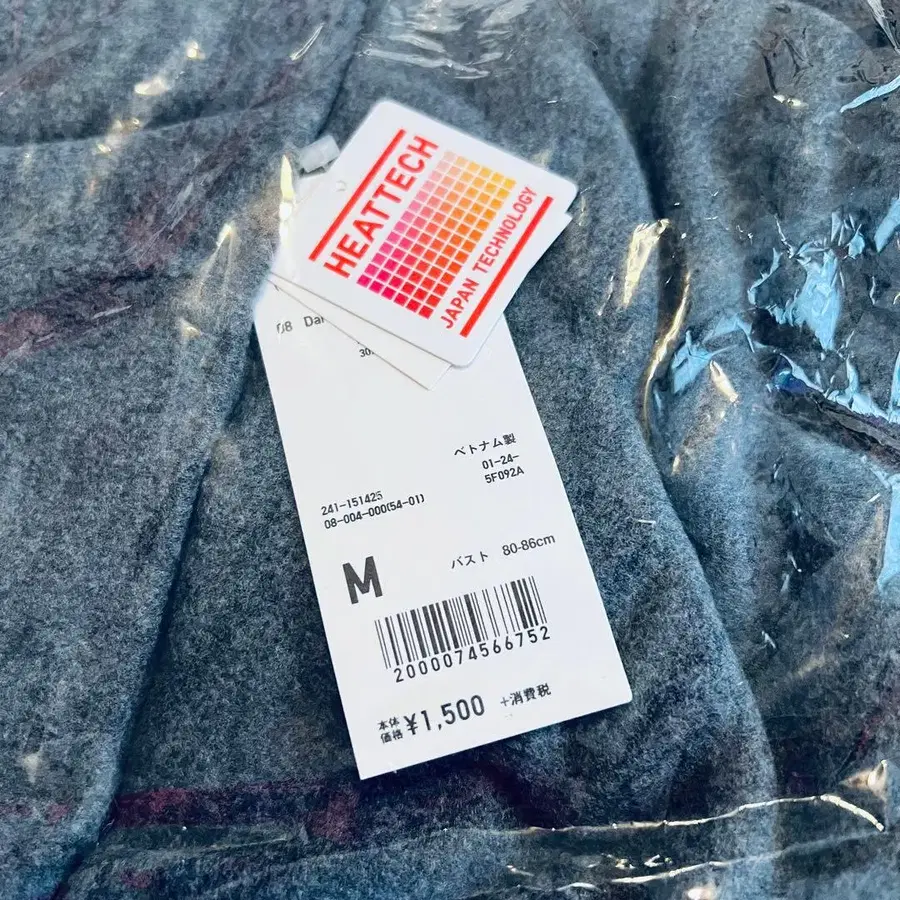 HEATTECH
JAPAN TECHNOLOGY
08
ベトナム製
01-24-
5F092A
241-151425
08-004-000(54-01)
M
バスト 80-86cm
2000074566752
本体
価格 ¥1,500 +消費税